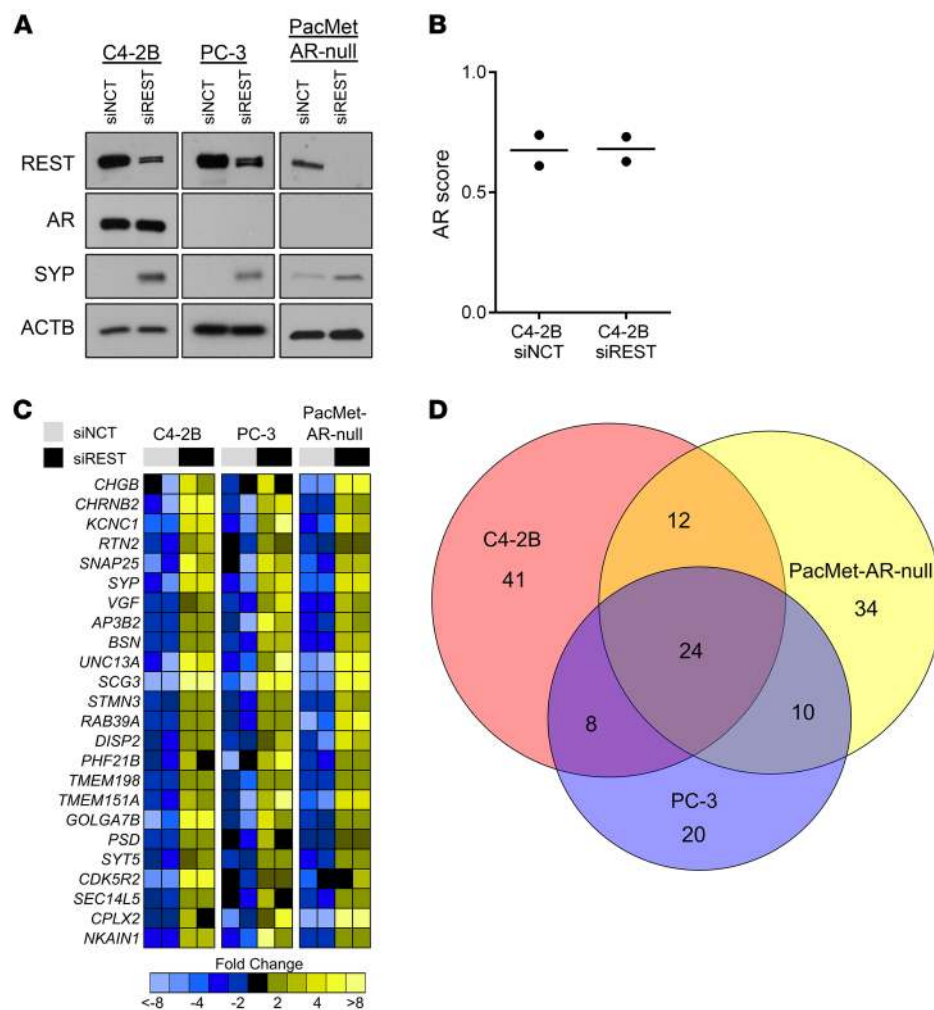 A
C4-2B PC-3 PacMet AR-null
siNCT siREST siNCT siREST siNCT siREST
REST
AR
SYP
ACTB
B
AR score
1.0
0.5
0.0
C4-2B siNCT
C4-2B siREST
C
siNCT
siREST
C4-2B PC-3 PacMet-AR-null
CHGB
CHRNB2
KCNC1
RTN2
SNAP25
SYP
VGF
AP3B2
BSN
UNC13A
SCG3
STMN3
RAB39A
DISP2
PHF21B
TMEM198
TMEM151A
GOLGA7B
PSD
SYT5
CDK5R2
SEC14L5
CPLX2
NKAIN1
Fold Change
<-8 -4 -2 2 4 >8
D
C4-2B
41
12
PacMet-AR-null
34
24
8
10
PC-3
20